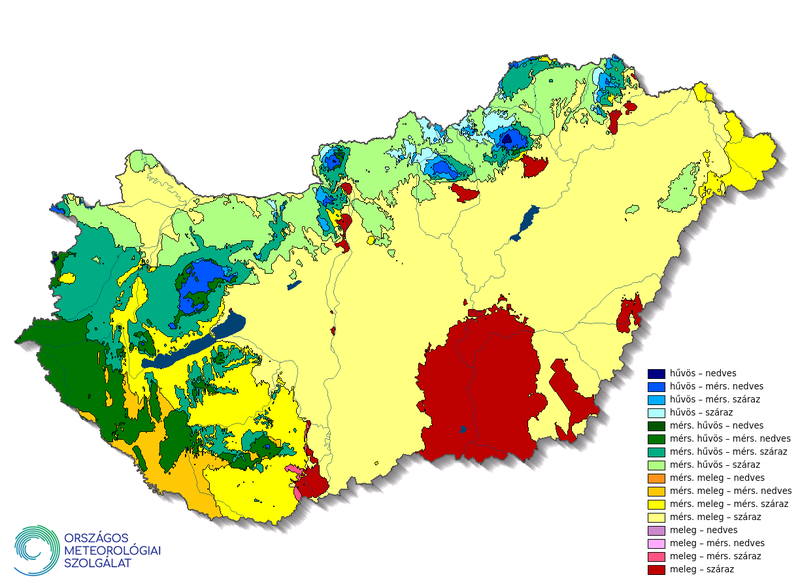 hűvös – nedves
hűvös – mérs. nedves
hűvös – mérs. száraz
hűvös – száraz
mérs. hűvös – nedves
mérs. hűvös – mérs. nedves
mérs. hűvös – mérs. száraz
mérs. hűvös – száraz
mérs. meleg – nedves
mérs. meleg – mérs. nedves
mérs. meleg – mérs. száraz
mérs. meleg – száraz
meleg – nedves
meleg – mérs. nedves
meleg – mérs. száraz
meleg – száraz
ORSZÁGOS
METEOROLÓGIAI
SZOLGÁLAT